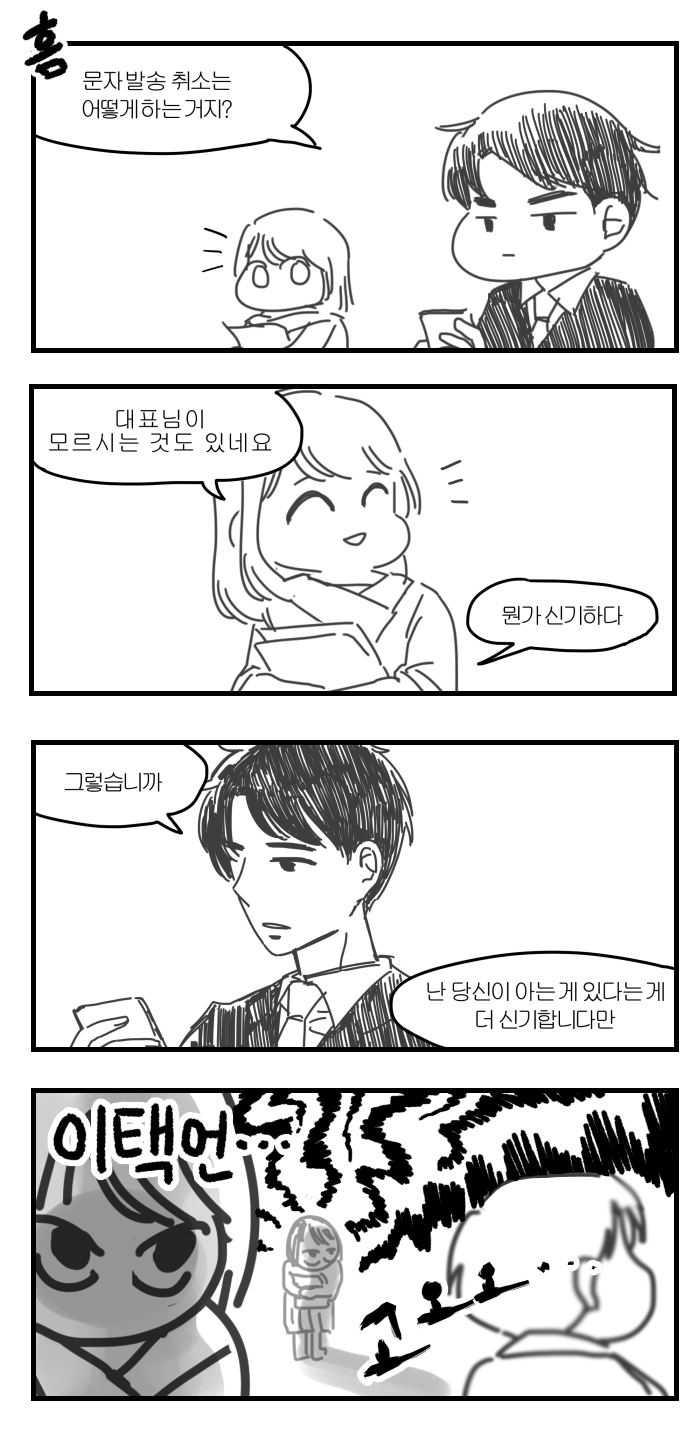 홈
문자 발송 취소는
어떻게 하는 거지?
대표님이
모르시는 것도 있네요
뭔가 신기하다
그렇습니까
난 당신이 아는 게 있다는 게
더 신기합니다만
이택언...
고오오...